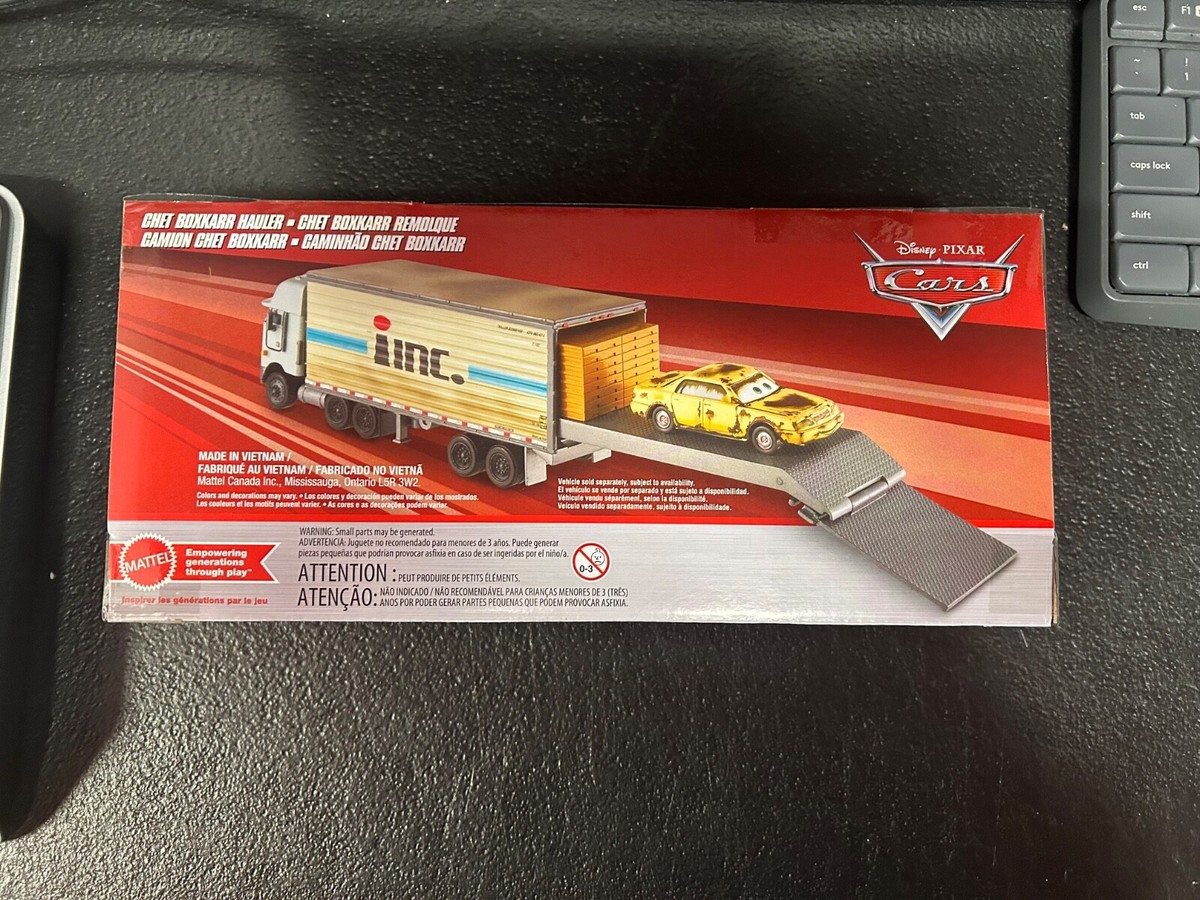 CHET BOXKARR HAULER ▪ CHET BOXKARR REMOLQUE
CAMION CHET BOXKARR ▪ CAMINHÃO CHET BOXKARR
Disney · PIXAR
Cars
iinc.
MADE IN VIETNAM /
FABRIQUÉ AU VIETNAM / FABRICADO NO VIETNÃ
Mattel Canada Inc., Mississauga, Ontario L5R 3W2.
Colors and decorations may vary. • Los colores y decoración pueden variar de los mostrados.
Les couleurs et les motifs peuvent varier. • As cores e as decorações podem variar.
Vehicle sold separately, subject to availability.
El vehículo se vende por separado y está sujeto a disponibilidad.
Véhicule vendu séparément, selon la disponibilité.
Veículo vendido separadamente, sujeito à disponibilidade.
MATTEL
Empowering
generations
through play™
Inspirer les générations par le jeu
WARNING: Small parts may be generated.
ADVERTENCIA: Juguete no recomendado para menores de 3 años. Puede generar
piezas pequeñas que podrían provocar asfixia en caso de ser ingeridas por el niño/a.
ATTENTION : PEUT PRODUIRE DE PETITS ÉLÉMENTS.
ATENÇÃO: NÃO INDICADO / NÃO RECOMENDÁVEL PARA CRIANÇAS MENORES DE 3 (TRÊS)
ANOS POR PODER GERAR PARTES PEQUENAS QUE PODEM PROVOCAR ASFIXIA.
0-3
esc
F1
~
!
1
tab
caps lock
shift
ctrl